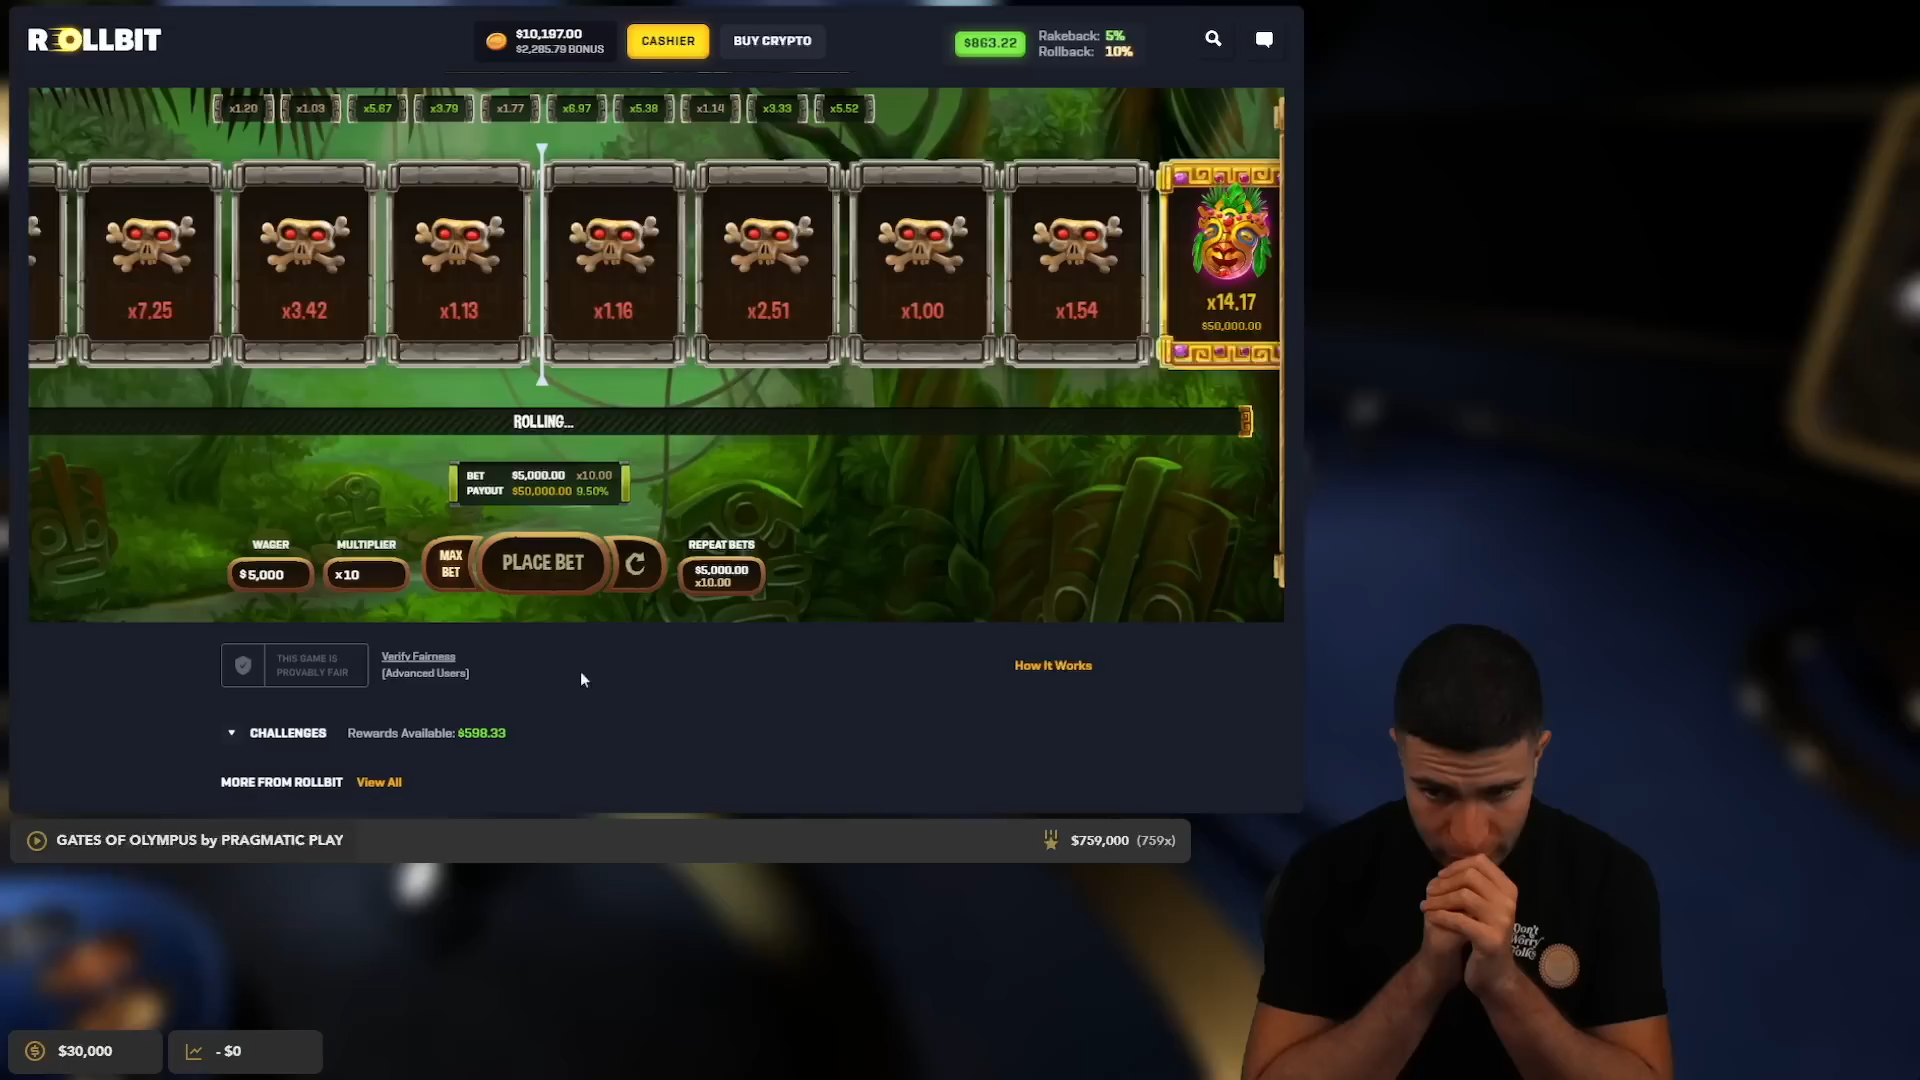 ROLLBIT
$10,197.00
$2,285.79 BONUS
CASHIER
BUY CRYPTO
$863.22
Rakeback: 5%
Rollback: 10%
x1.20
x1.03
x5.67
x3.79
x1.77
x6.97
x5.38
x1.14
x3.33
x5.52
x7.25
x3.42
x1.13
x1.16
x2.51
x1.00
x1.54
x14.17
$50,000.00
ROLLING...
BET $5,000.00 x10.00
PAYOUT $50,000.00 9.50%
WAGER
$5,000
MULTIPLIER
x10
MAX
BET
PLACE BET
REPEAT BETS
$5,000.00
x10.00
THIS GAME IS
PROVABLY FAIR
Verify Fairness
[Advanced Users]
How It Works
CHALLENGES
Rewards Available: $598.33
MORE FROM ROLLBIT
View All
GATES OF OLYMPUS by PRAGMATIC PLAY
$759,000 (759x)
Don't
Worry
Folks
$30,000
- $0